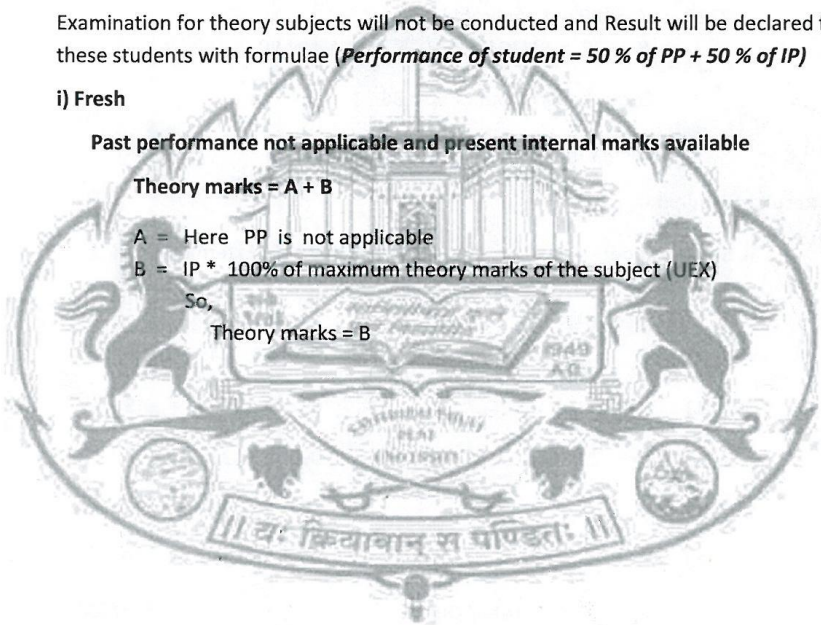 Examination for theory subjects will not be conducted and Result will be declared
these students with formulae (Performance of student = 50 % of PP + 50 % of IP)
i) Fresh
Past performance not applicable and present internal marks available
Theory marks = A + B
A = Here PP is not applicable
B = IP * 100% of maximum theory marks of the subject (UEX)
So,
Theory marks = B
1949
A.D.
|| यः क्रियावान् स पण्डितः ||